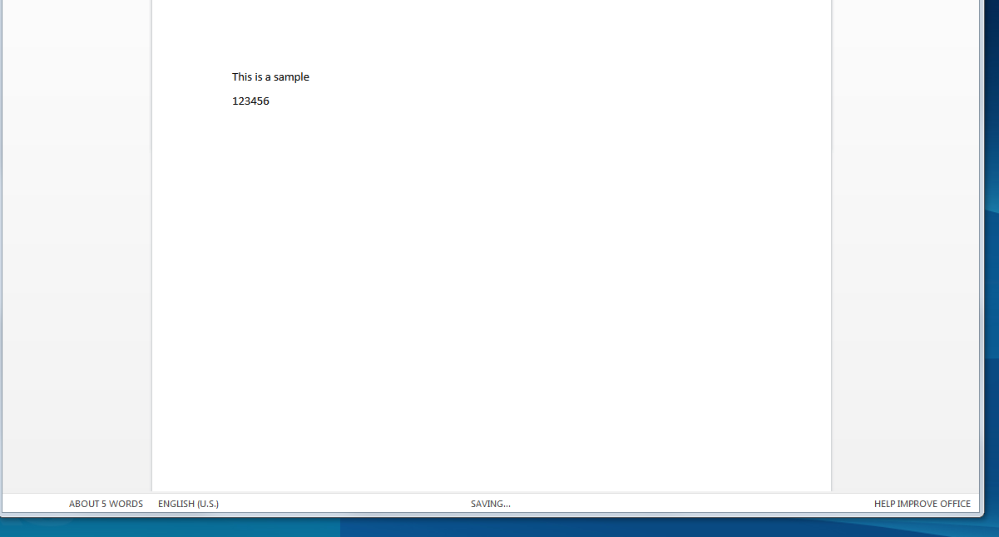 This is a sample
123456
ABOUT 5 WORDS ENGLISH (U.S.) SAVING... HELP IMPROVE OFFICE